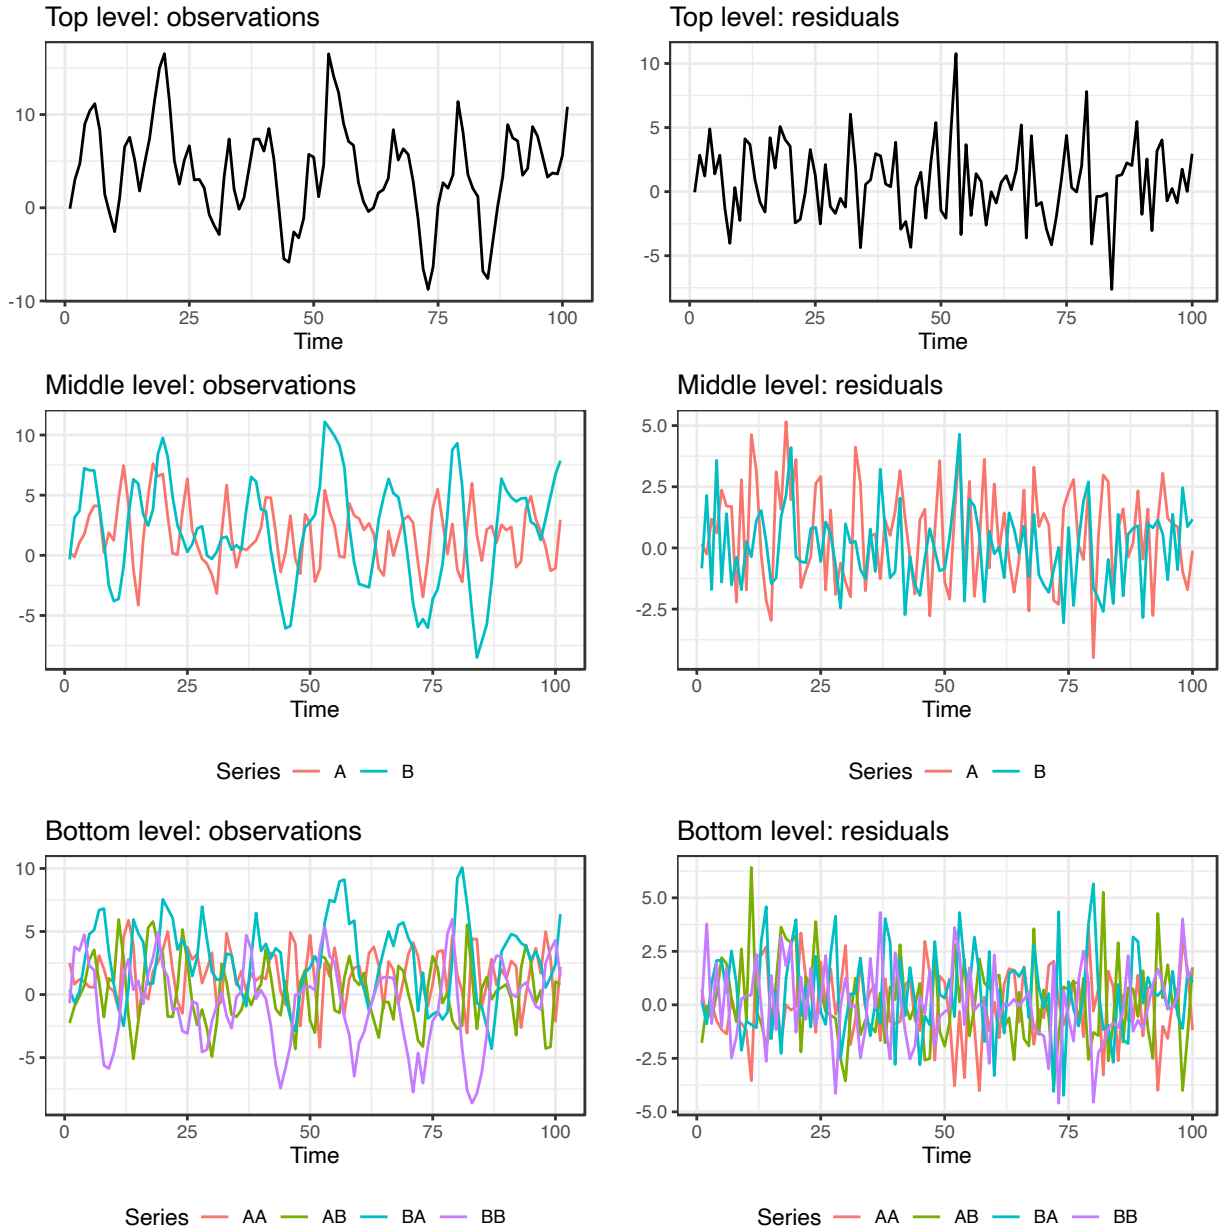 Top level: observations
10
0
-10
0 25 50 75 100
Time
Top level: residuals
10
5
0
-5
0 25 50 75 100
Time
Middle level: observations
10
5
0
-5
0 25 50 75 100
Time
Series A B
Middle level: residuals
5.0
2.5
0.0
-2.5
0 25 50 75 100
Time
Series A B
Bottom level: observations
10
5
0
-5
0 25 50 75 100
Time
Series AA AB BA BB
Bottom level: residuals
5.0
2.5
0.0
-2.5
-5.0
0 25 50 75 100
Time
Series AA AB BA BB